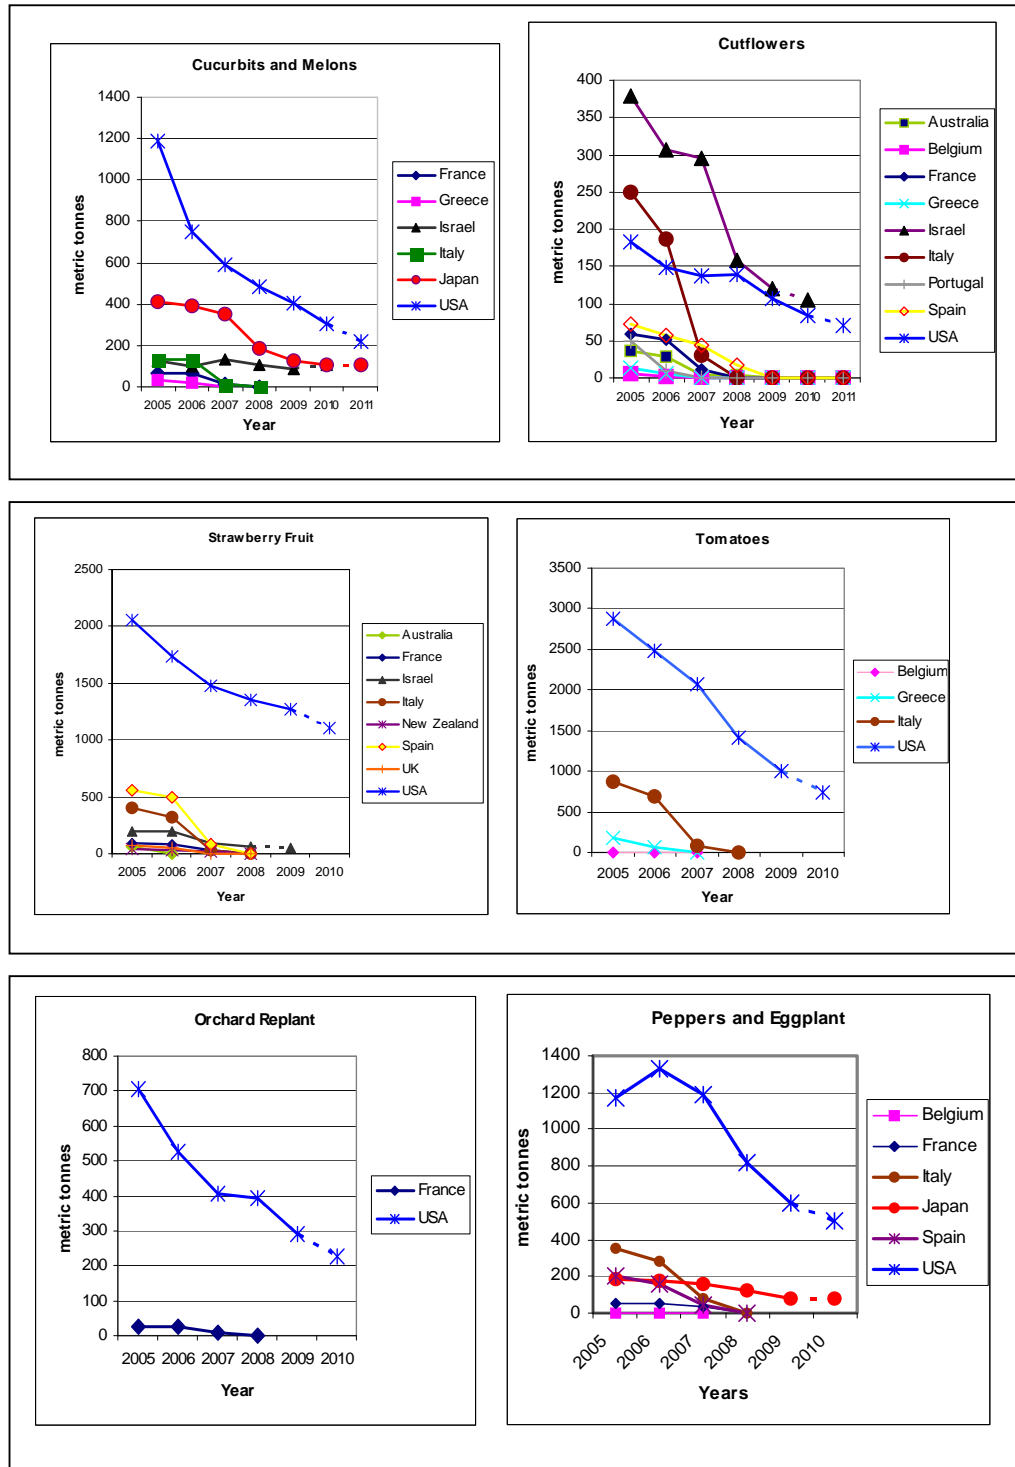 Cucurbits and Melons
1400
1200
1000
800
600
400
200
0
metric tonnes
2005 2006 2007 2008 2009 2010 2011
Year
France
Greece
Israel
Italy
Japan
USA
Cutflowers
400
350
300
250
200
150
100
50
0
metric tonnes
2005 2006 2007 2008 2009 2010 2011
Year
Australia
Belgium
France
Greece
Israel
Italy
Portugal
Spain
USA
Strawberry Fruit
2500
2000
1500
1000
500
0
metric tonnes
2005 2006 2007 2008 2009 2010
Year
Australia
France
Israel
Italy
New Zealand
Spain
UK
USA
Tomatoes
3500
3000
2500
2000
1500
1000
500
0
metric tonnes
2005 2006 2007 2008 2009 2010
Year
Belgium
Greece
Italy
USA
Orchard Replant
800
700
600
500
400
300
200
100
0
metric tonnes
2005 2006 2007 2008 2009 2010
Year
France
USA
Peppers and Eggplant
1400
1200
1000
800
600
400
200
0
metric tonnes
2005 2006 2007 2008 2009 2010
Years
Belgium
France
Italy
Japan
Spain
USA